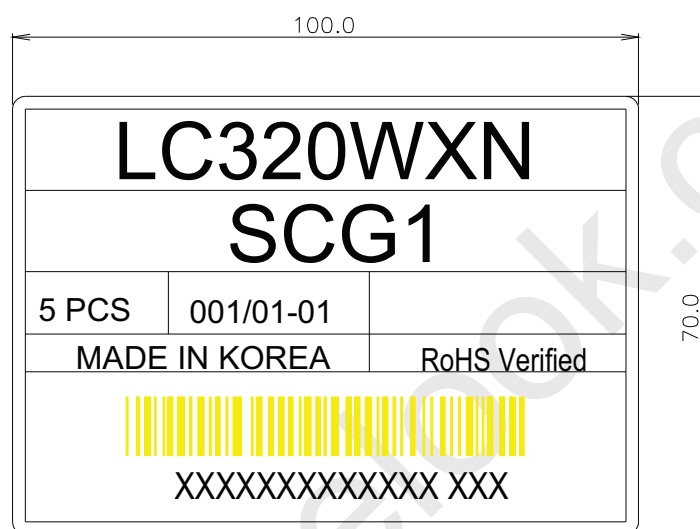 100.0
LC320WXN
SCG1
5 PCS 001/01-01
70.0
MADE IN KOREA RoHS Verified
XXXXXXXXXXXXX XXX